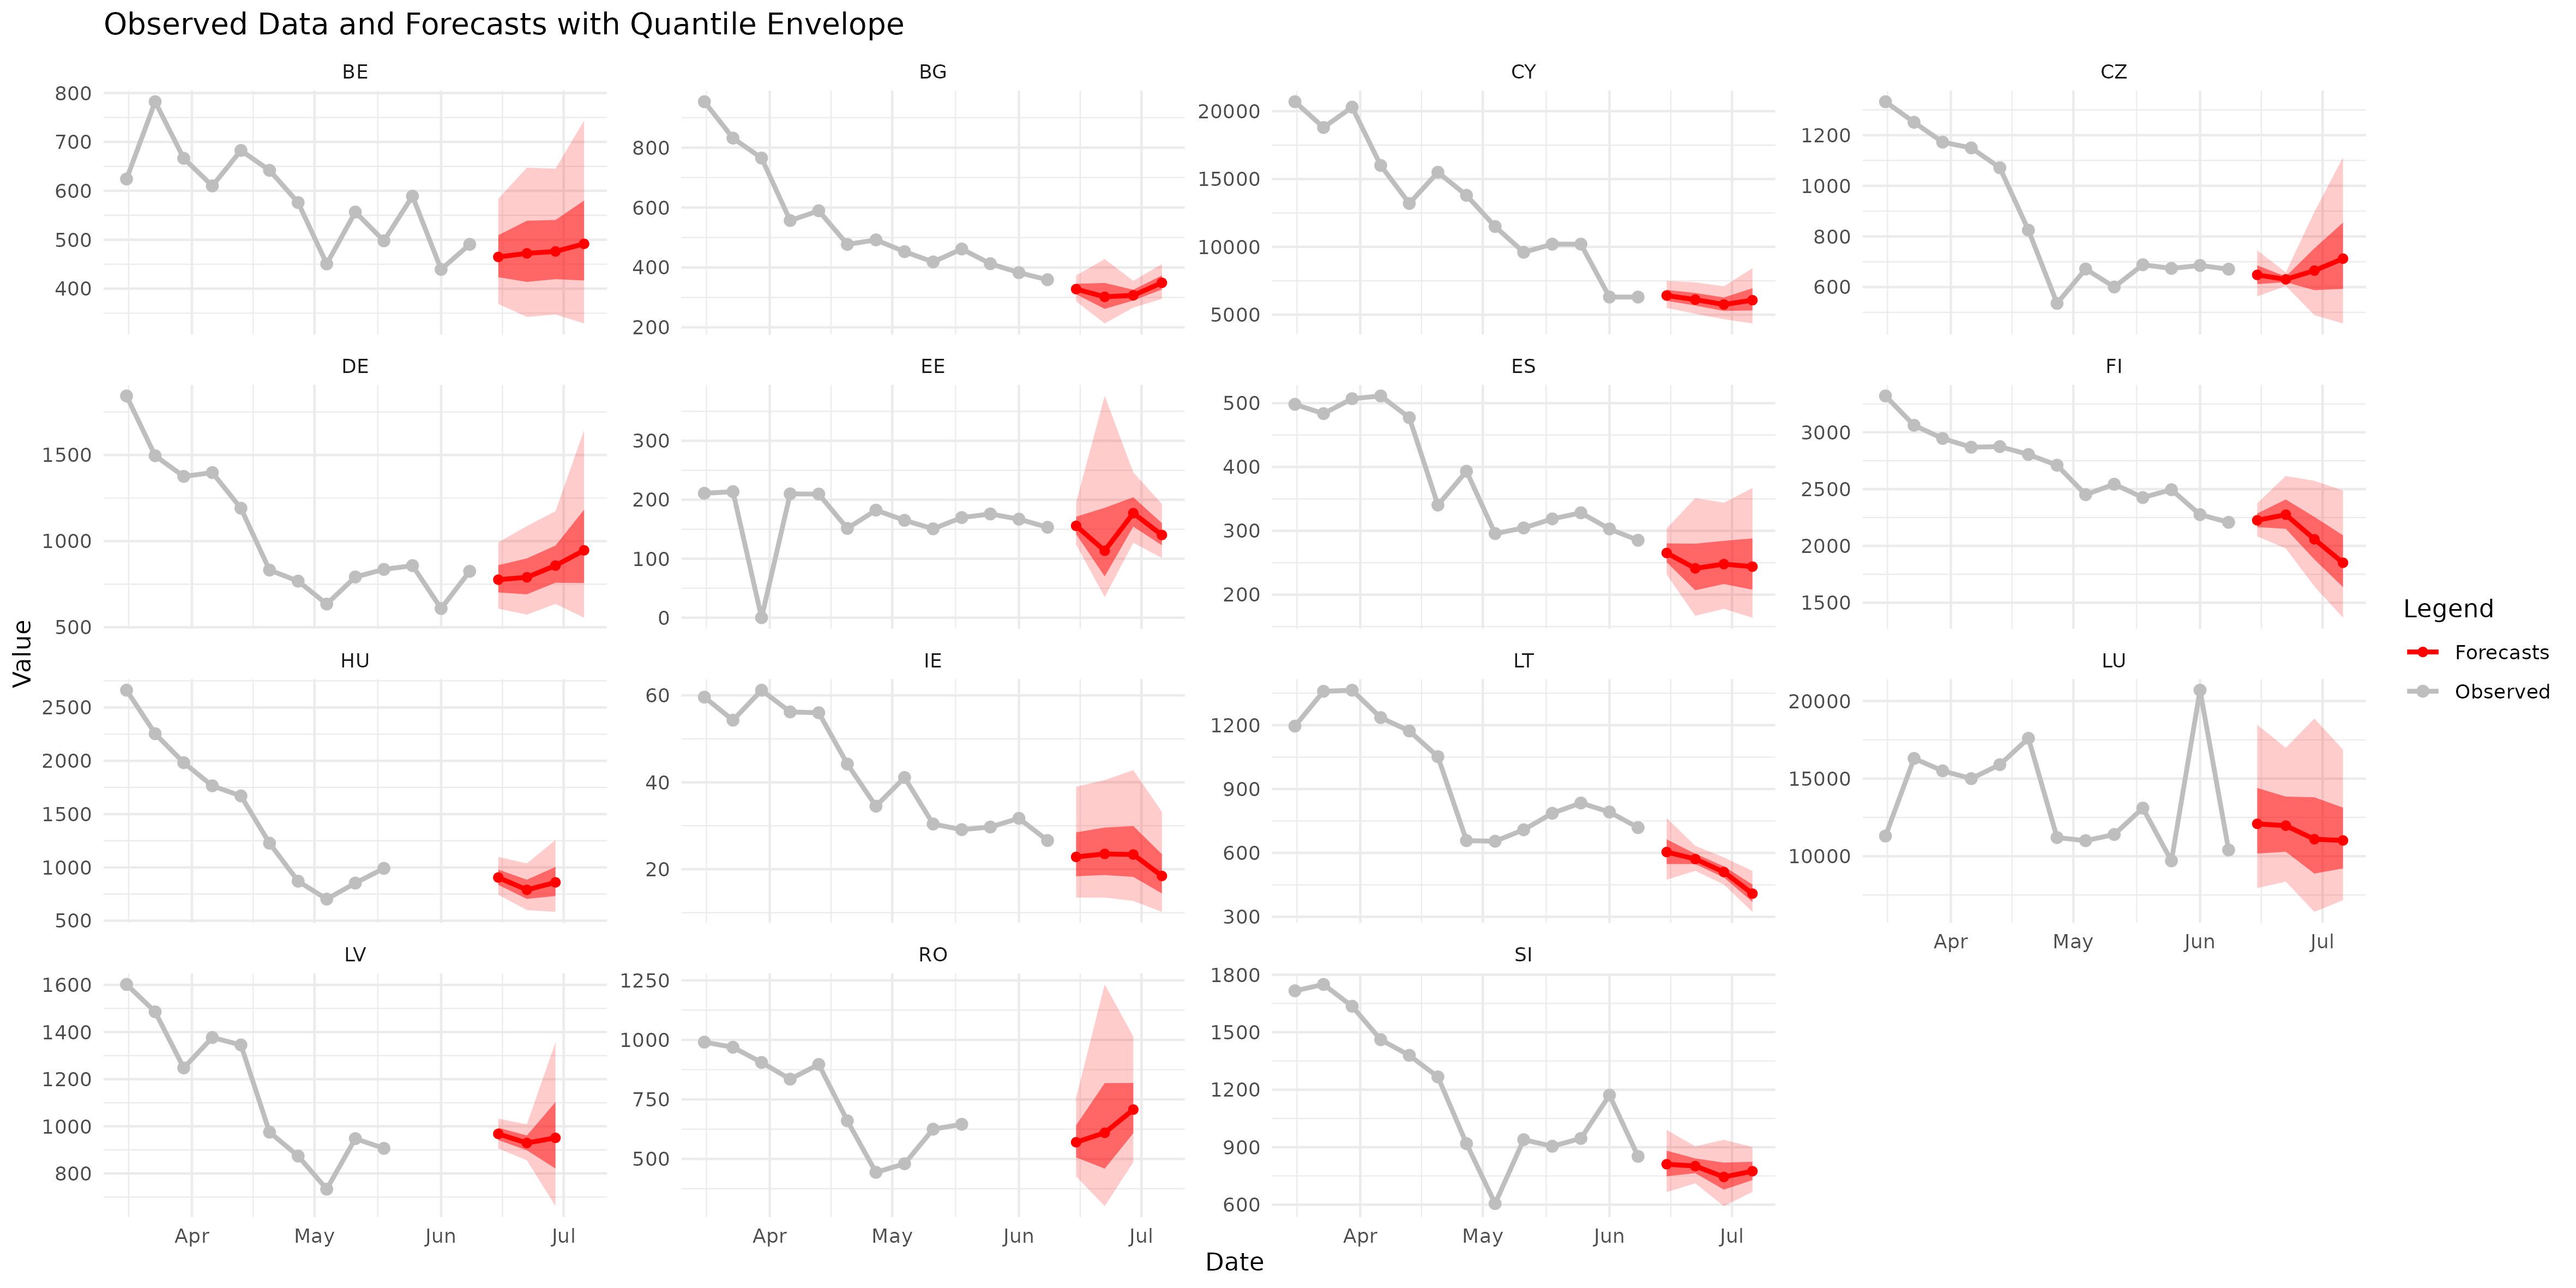 Observed Data and Forecasts with Quantile Envelope
BE
BG
CY
CZ
800
700
600
500
400
800
600
400
200
20000
15000
10000
5000
1200
1000
800
600
DE
EE
ES
FI
1500
1000
500
300
200
100
0
500
400
300
200
3000
2500
2000
1500
HU
IE
LT
LU
2500
2000
1500
1000
500
60
40
20
1200
900
600
300
20000
15000
10000
Apr May Jun Jul
LV
RO
SI
1600
1400
1200
1000
800
1250
1000
750
500
1800
1500
1200
900
600
Apr May Jun Jul
Apr May Jun Jul
Apr May Jun Jul
Value
Date
Legend
Forecasts
Observed